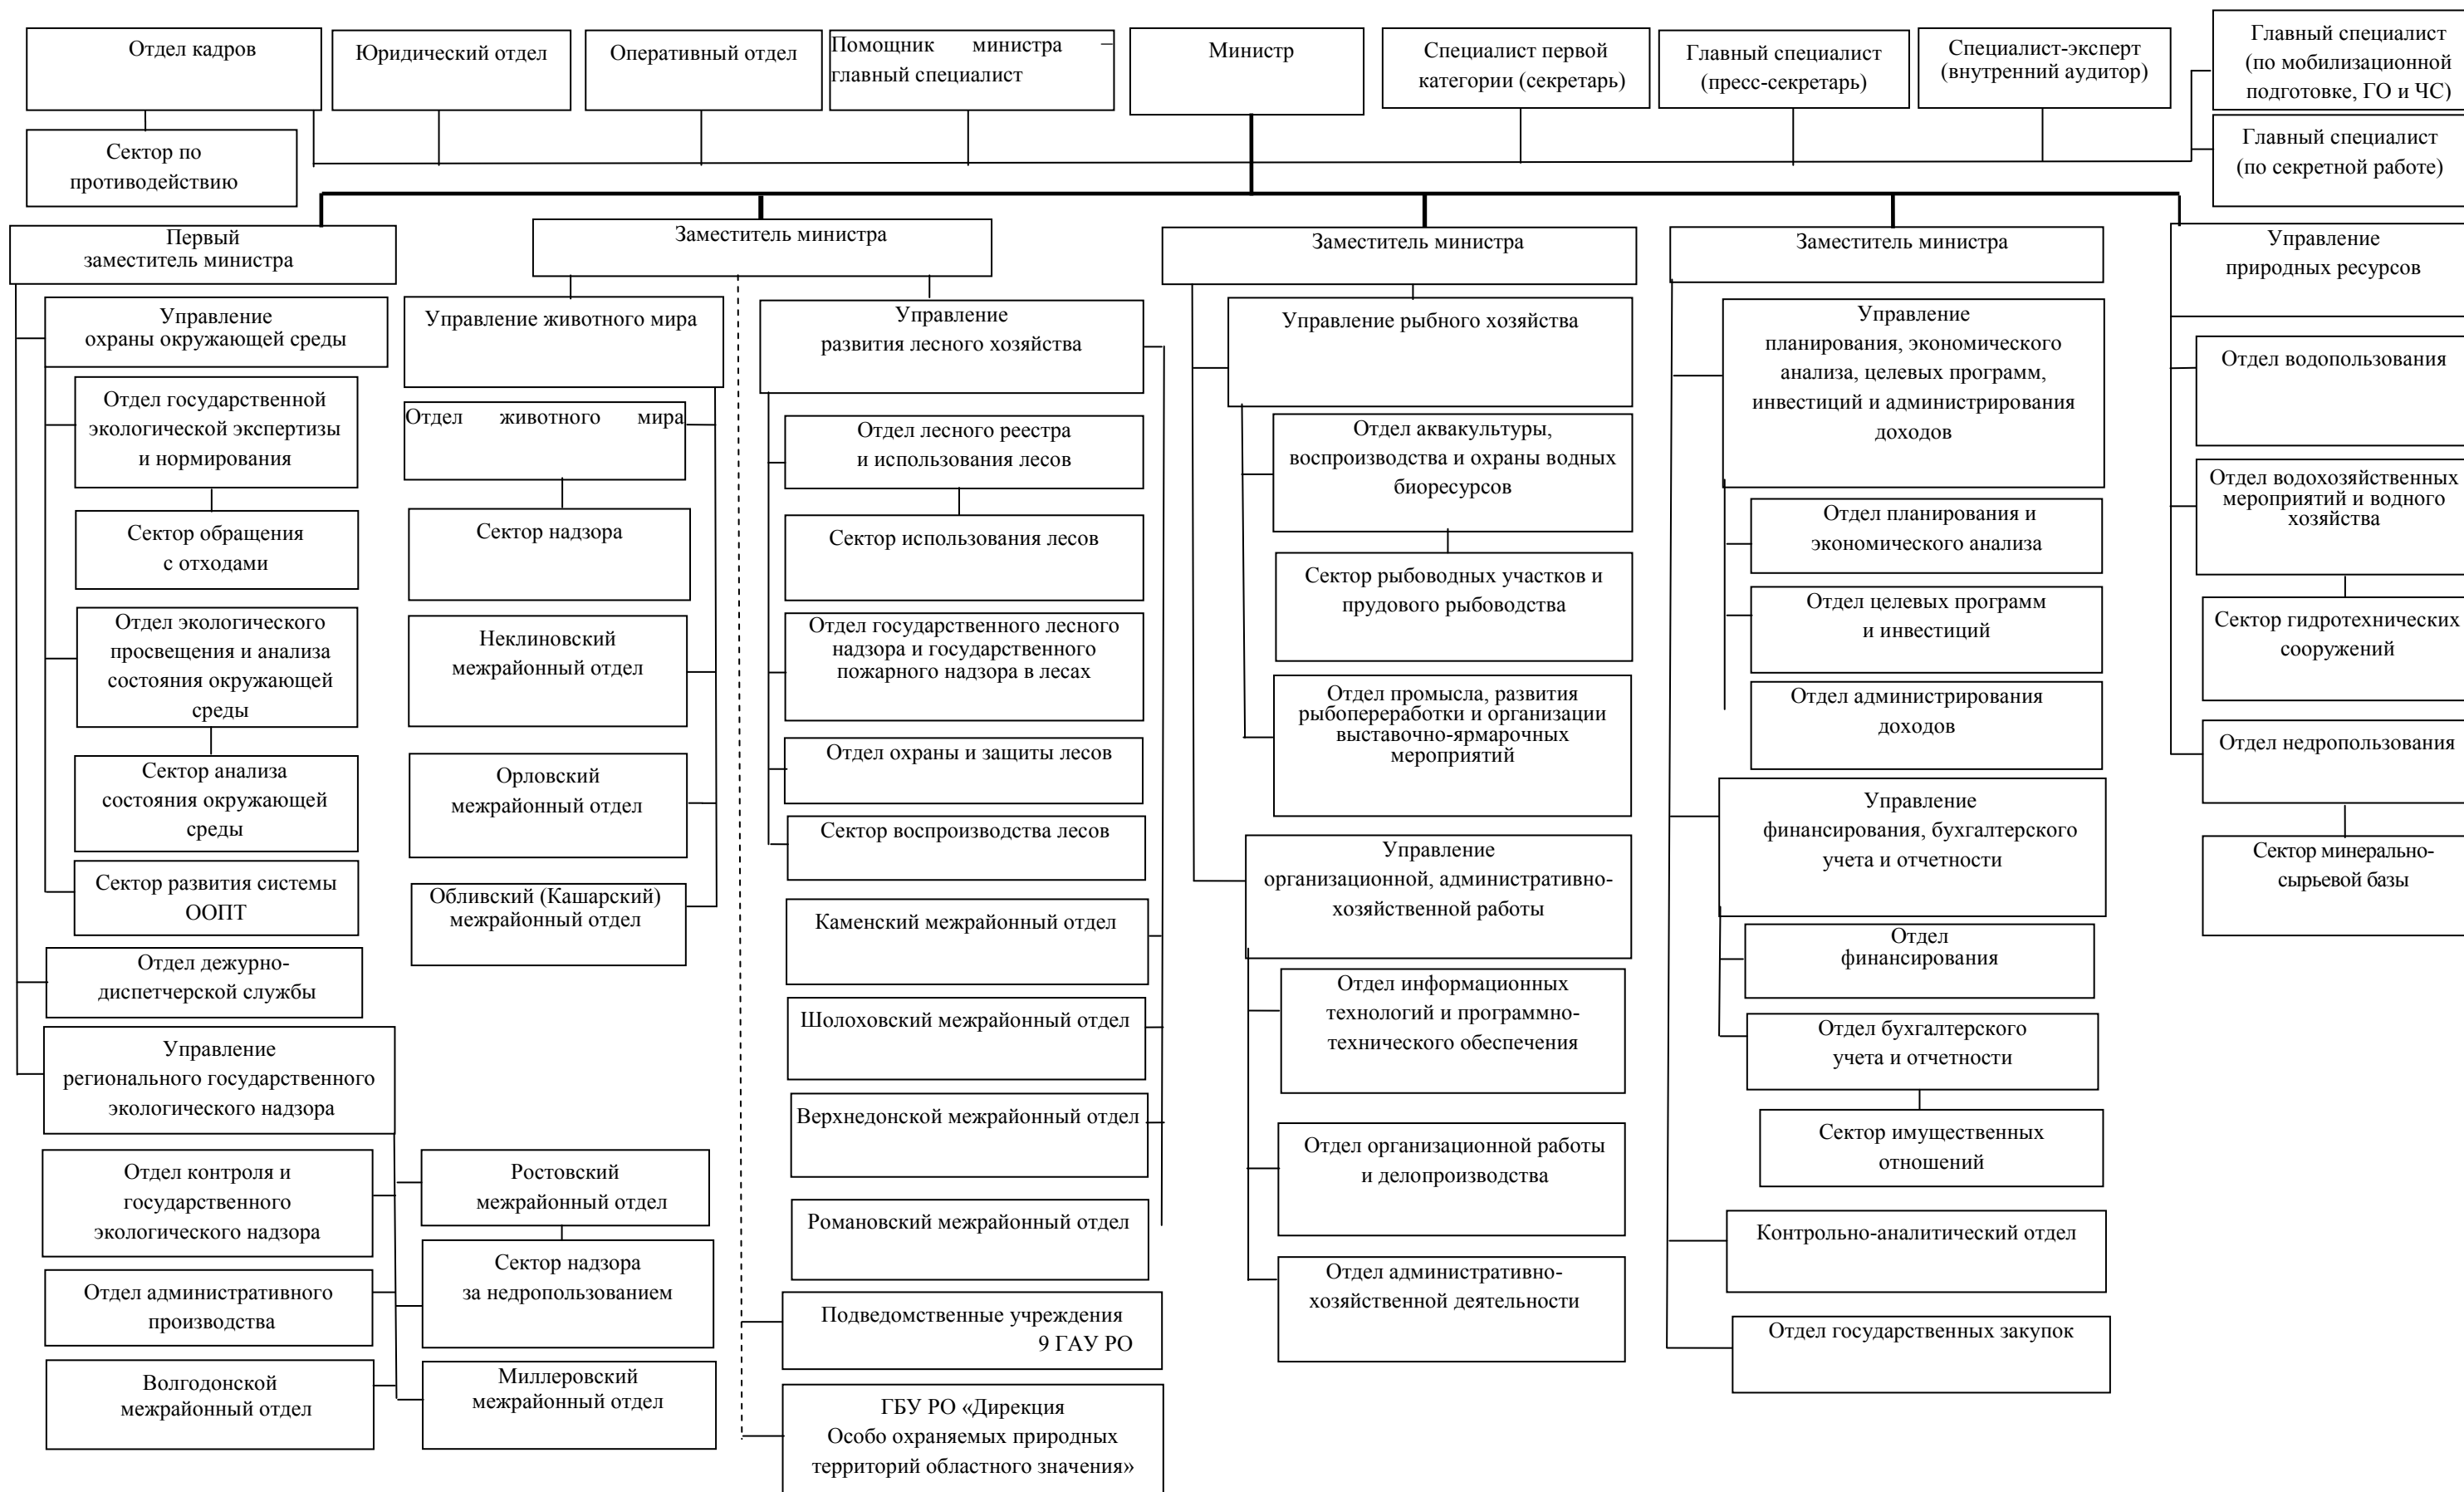 Отдел кадров
Юридический отдел
Оперативный отдел
Помощник министра –
главный специалист
Министр
Специалист первой
категории (секретарь)
Главный специалист
(пресс-секретарь)
Специалист-эксперт
(внутренний аудитор)
Главный специалист
(по мобилизационной
подготовке, ГО и ЧС)
Сектор по
противодействию
Главный специалист
(по секретной работе)
Первый
заместитель министра
Заместитель министра
Заместитель министра
Заместитель министра
Управление
природных ресурсов
Управление
охраны окружающей среды
Отдел государственной
экологической экспертизы
и нормирования
Сектор обращения
с отходами
Отдел экологического
просвещения и анализа
состояния окружающей
среды
Сектор анализа
состояния окружающей
среды
Сектор развития системы
ООПТ
Отдел дежурно-
диспетчерской службы
Управление
регионального государственного
экологического надзора
Отдел контроля и
государственного
экологического надзора
Отдел административного
производства
Волгодонской
межрайонный отдел
Ростовский
межрайонный отдел
Сектор надзора
за недропользованием
Миллеровский
межрайонный отдел
Управление животного мира
Отдел животного мира
Сектор надзора
Неклиновский
межрайонный отдел
Орловский
межрайонный отдел
Обливский (Кашарский)
межрайонный отдел
Управление
развития лесного хозяйства
Отдел лесного реестра
и использования лесов
Сектор использования лесов
Отдел государственного лесного
надзора и государственного
пожарного надзора в лесах
Отдел охраны и защиты лесов
Сектор воспроизводства лесов
Каменский межрайонный отдел
Шолоховский межрайонный отдел
Верхнедонской межрайонный отдел
Романовский межрайонный отдел
Подведомственные учреждения
9 ГАУ РО
ГБУ РО «Дирекция
Особо охраняемых природных
территорий областного значения»
Управление рыбного хозяйства
Отдел аквакультуры,
воспроизводства и охраны водных
биоресурсов
Сектор рыбоводных участков и
прудового рыбоводства
Отдел промысла, развития
рыбопереработки и организации
выставочно-ярмарочных
мероприятий
Управление
организационной, административно-
хозяйственной работы
Отдел информационных
технологий и программно-
технического обеспечения
Отдел организационной работы
и делопроизводства
Отдел административно-
хозяйственной деятельности
Управление
планирования, экономического
анализа, целевых программ,
инвестиций и администрирования
доходов
Отдел планирования и
экономического анализа
Отдел целевых программ
и инвестиций
Отдел администрирования
доходов
Управление
финансирования, бухгалтерского
учета и отчетности
Отдел
финансирования
Отдел бухгалтерского
учета и отчетности
Сектор имущественных
отношений
Контрольно-аналитический отдел
Отдел государственных закупок
Отдел водопользования
Отдел водохозяйственных
мероприятий и водного
хозяйства
Сектор гидротехнических
сооружений
Отдел недропользования
Сектор минерально-
сырьевой базы